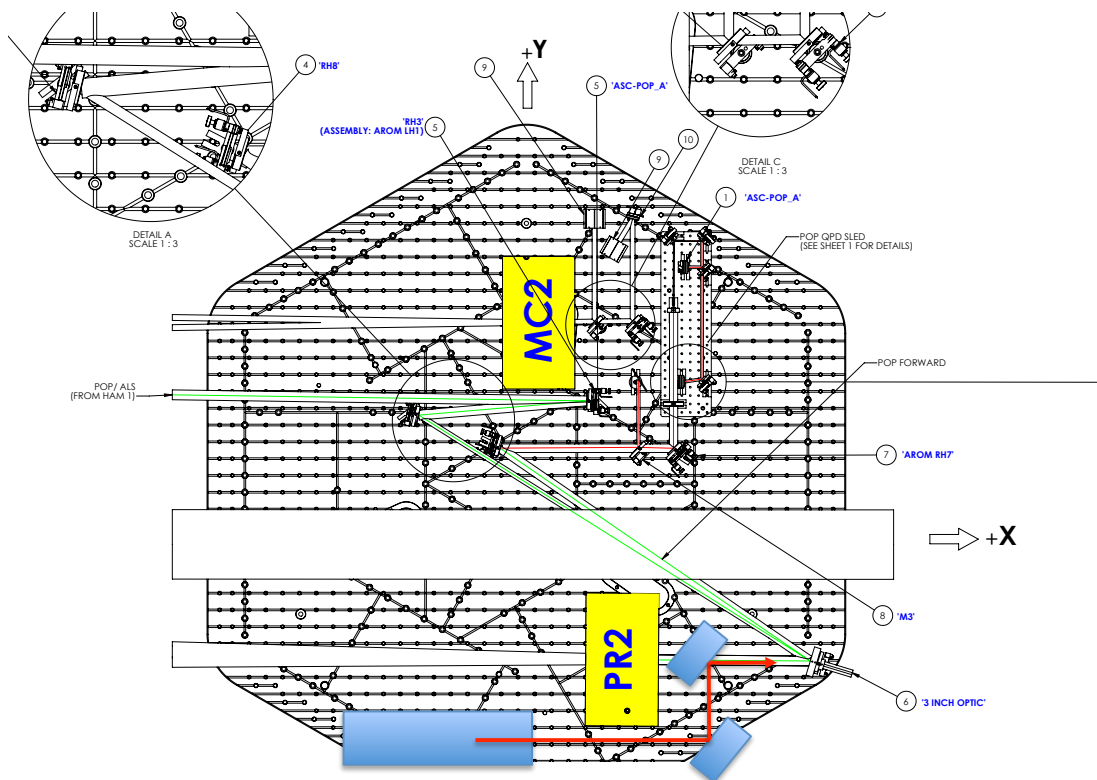 4 'RH8'
9
+Y
5 'ASC-POP_A'
'RH3'
(ASSEMBLY: AROM LH1) 5
10
9
DETAIL C
SCALE 1 : 3
1 'ASC-POP_A'
DETAIL A
SCALE 1 : 3
POP QPD SLED
(SEE SHEET 1 FOR DETAILS)
MC2
POP FORWARD
POP/ ALS
(FROM HAM 1)
7 'AROM RH7'
+X
8 'M3'
PR2
6 '3 INCH OPTIC'